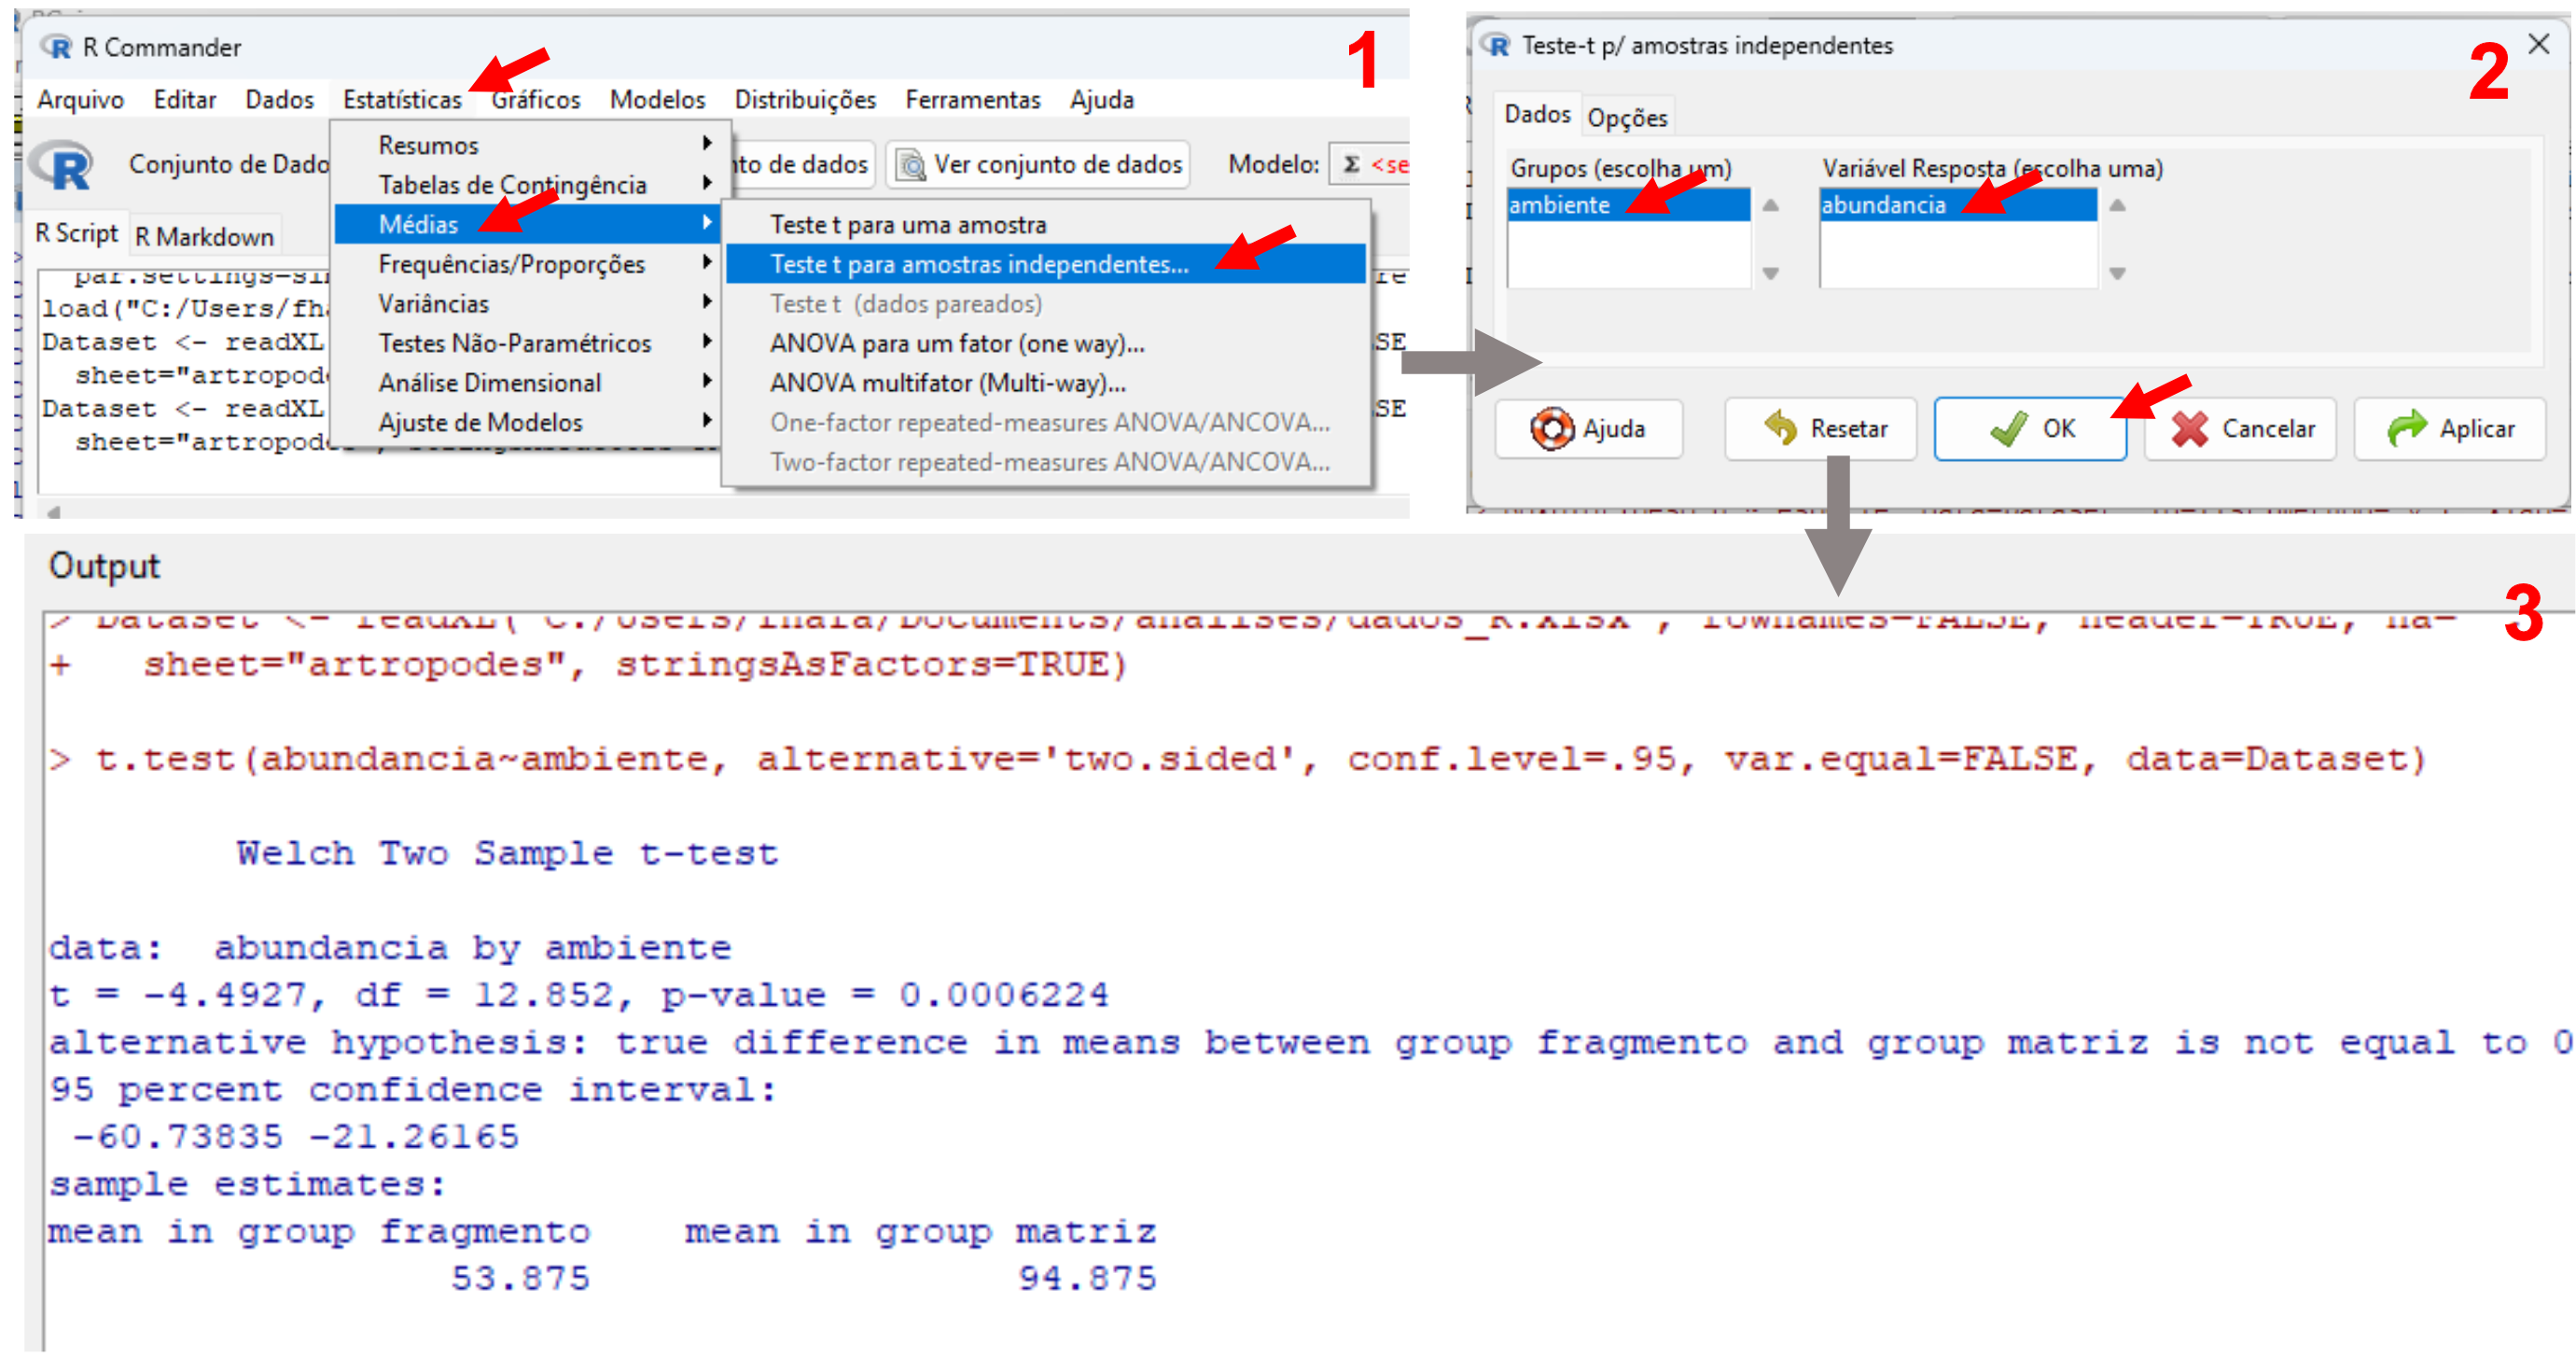 R Commander
1
Arquivo Editar Dados Estatísticas Gráficos Modelos Distribuições Ferramentas Ajuda
Conjunto de Dado
nto de dados
Ver conjunto de dados
Modelo: Σ <se
R Script R Markdown
par.settings=si
load("C:/Users/fh
Dataset <- readXL
sheet="artropod
Dataset <- readXL
sheet="artropod
SE
SE
Resumos
Tabelas de Contingência
Médias
Frequências/Proporções
Variâncias
Testes Não-Paramétricos
Análise Dimensional
Ajuste de Modelos
Teste t para uma amostra
Teste t para amostras independentes...
Teste t (dados pareados)
ANOVA para um fator (one way)...
ANOVA multifator (Multi-way)...
One-factor repeated-measures ANOVA/ANCOVA...
Two-factor repeated-measures ANOVA/ANCOVA...
Teste-t p/ amostras independentes
2
Dados Opções
Grupos (escolha um) Variável Resposta (escolha uma)
ambiente abundancia
Ajuda Resetar OK Cancelar Aplicar
Output
3
> Dataset <- readXL("C:/Users/fhara/Documents/analises/dados_R.xlsx", rownames=FALSE, header=TRUE, na=
+ sheet="artropodes", stringsAsFactors=TRUE)
> t.test(abundancia~ambiente, alternative='two.sided', conf.level=.95, var.equal=FALSE, data=Dataset)
Welch Two Sample t-test
data: abundancia by ambiente
t = -4.4927, df = 12.852, p-value = 0.0006224
alternative hypothesis: true difference in means between group fragmento and group matriz is not equal to 0
95 percent confidence interval:
-60.73835 -21.26165
sample estimates:
mean in group fragmento mean in group matriz
53.875 94.875